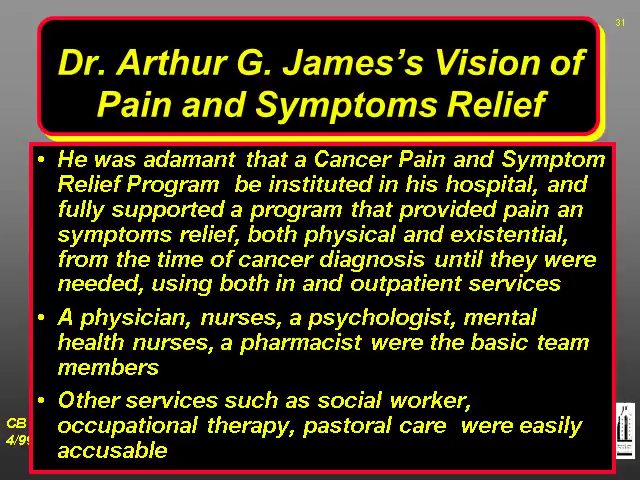 31
Dr. Arthur G. James's Vision of
Pain and Symptoms Relief
• He was adamant that a Cancer Pain and Symptom
Relief Program be instituted in his hospital, and
fully supported a program that provided pain an
symptoms relief, both physical and existential,
from the time of cancer diagnosis until they were
needed, using both in and outpatient services
• A physician, nurses, a psychologist, mental
health nurses, a pharmacist were the basic team
members
• Other services such as social worker,
occupational therapy, pastoral care were easily
accusable
CB
4/99